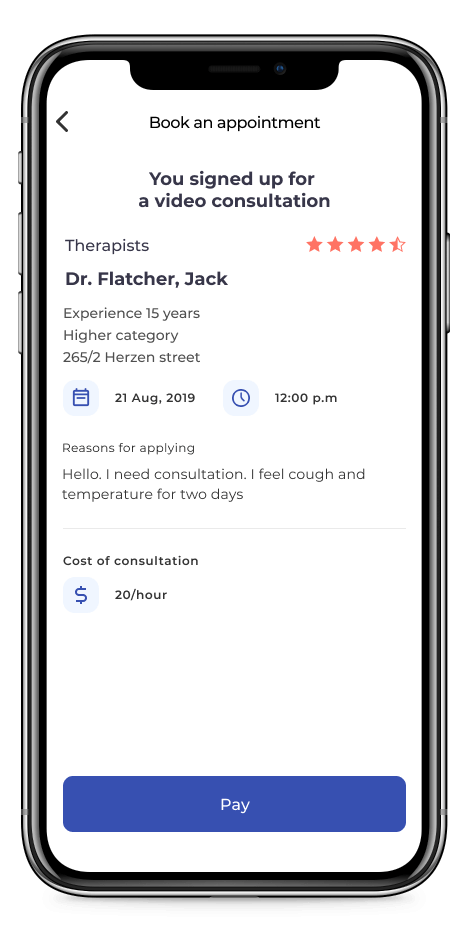 Book an appointment
You signed up for
a video consultation
Therapists
Dr. Flatcher, Jack
Experience 15 years
Higher category
265/2 Herzen street
21 Aug, 2019 12:00 p.m
Reasons for applying
Hello. I need consultation. I feel cough and
temperature for two days
Cost of consultation
$ 20/hour
Pay